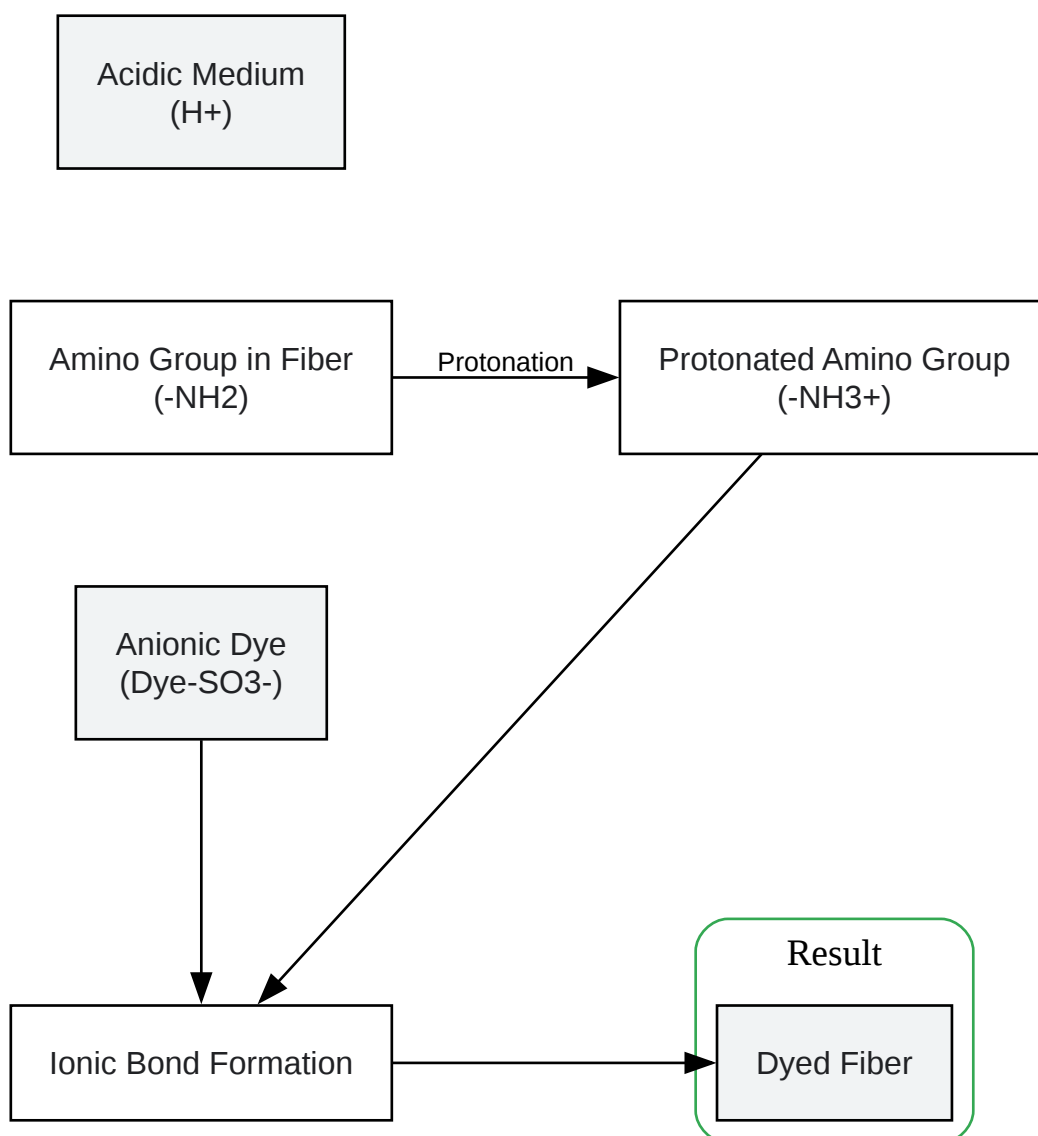 Acidic Medium
(H+)
Amino Group in Fiber
(-NH2)
Protonation
Protonated Amino Group
(-NH3+)
Anionic Dye
(Dye-SO3-)
Ionic Bond Formation
Result
Dyed Fiber